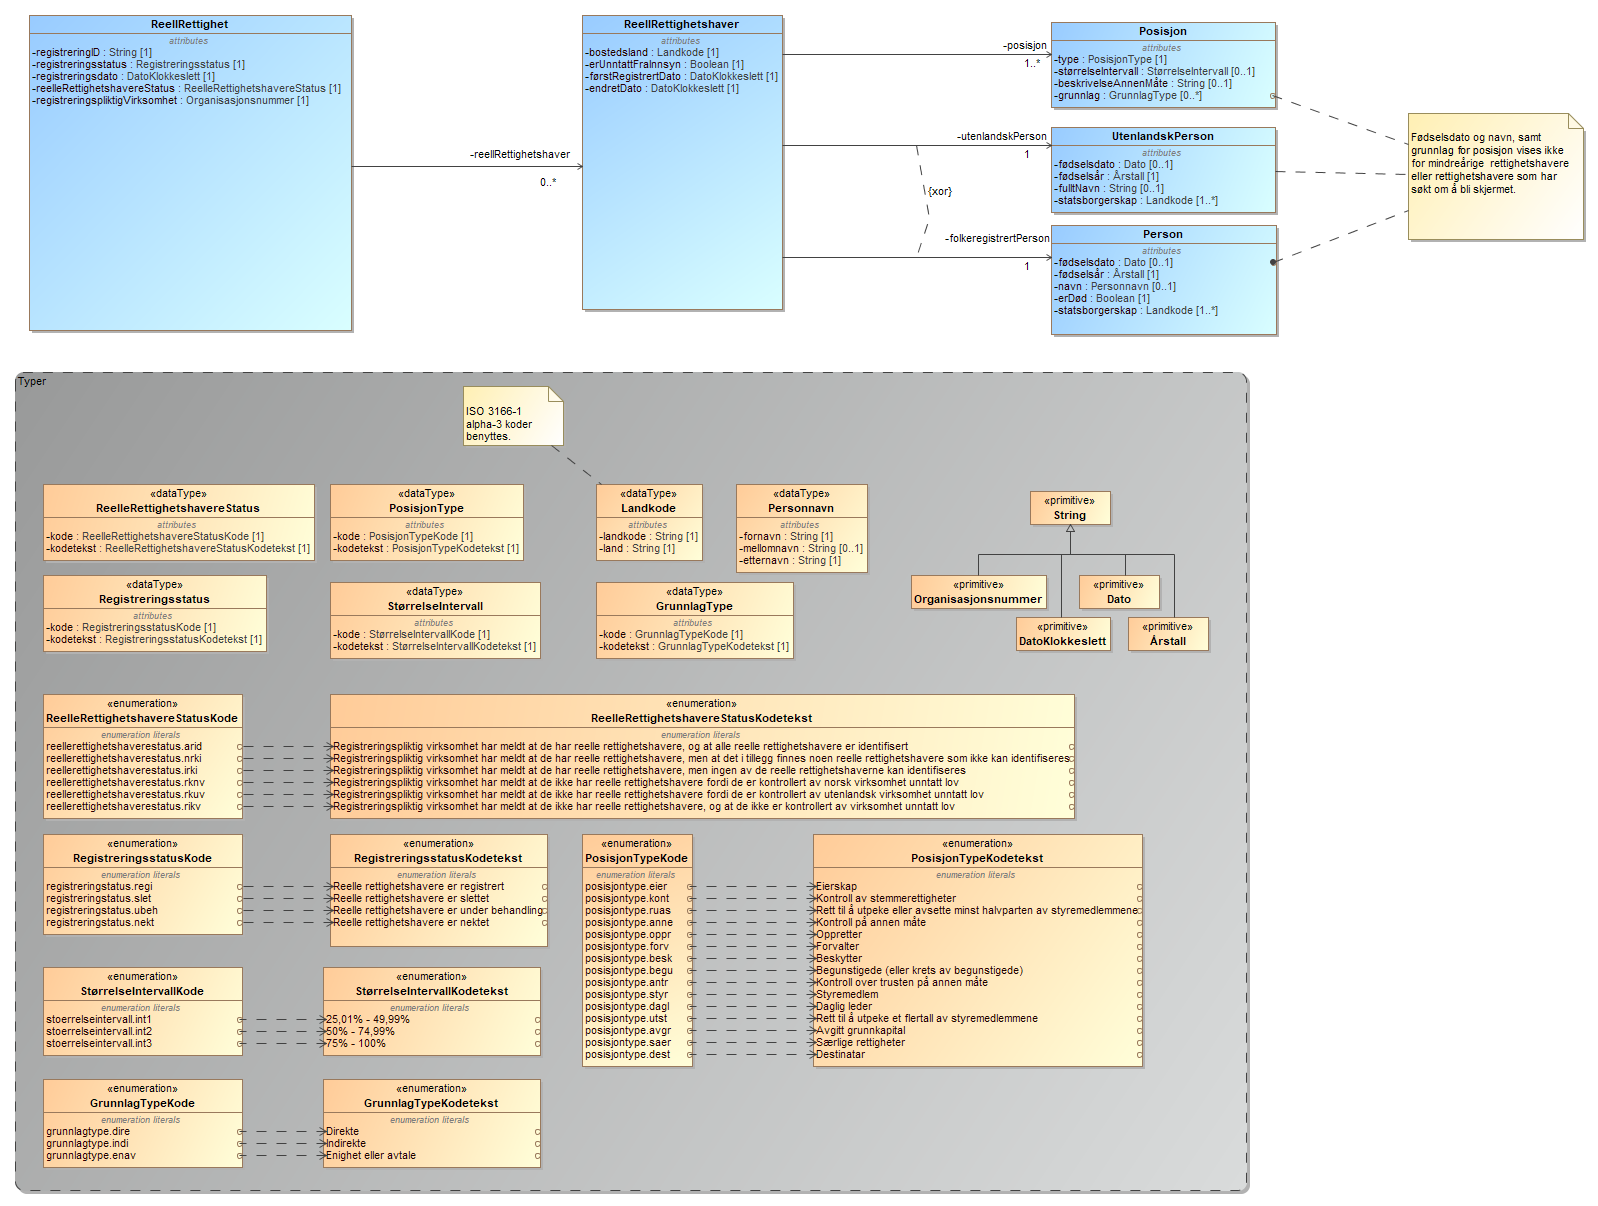 ReellRettighet
attributes
-registreringID : String [1]
-registreringsstatus : Registreringsstatus [1]
-registreringsdato : DatoKlokkeslett [1]
-reelleRettighetshavereStatus : ReelleRettighetshavereStatus [1]
-registreringspliktigVirksomhet : Organisasjonsnummer [1]
-reellRettighetshaver
0..*
ReellRettighetshaver
attributes
-bostedsland : Landkode [1]
-erUnntattFraInnsyn : Boolean [1]
-førstRegistrertDato : DatoKlokkeslett [1]
-endretDato : DatoKlokkeslett [1]
-posisjon
1..*
-utenlandskPerson
1
{xor}
-folkeregistrertPerson
1
Posisjon
attributes
-type : PosisjonType [1]
-størrelseIntervall : StørrelseIntervall [0..1]
-beskrivelseAnnenMåte : String [0..1]
-grunnlag : GrunnlagType [0..*]
UtenlandskPerson
attributes
-fødselsdato : Dato [0..1]
-fødselsår : Årstall [1]
-fulltNavn : String [0..1]
-statsborgerskap : Landkode [1..*]
Person
attributes
-fødselsdato : Dato [0..1]
-fødselsår : Årstall [1]
-navn : Personnavn [0..1]
-erDød : Boolean [1]
-statsborgerskap : Landkode [1..*]
Fødselsdato og navn, samt
grunnlag for posisjon vises ikke
for mindreårige rettighetshavere
eller rettighetshavere som har
søkt om å bli skjermet.
Typer
ISO 3166-1
alpha-3 koder
benyttes.
«dataType»
ReelleRettighetshavereStatus
attributes
-kode : ReelleRettighetshavereStatusKode [1]
-kodetekst : ReelleRettighetshavereStatusKodetekst [1]
«dataType»
PosisjonType
attributes
-kode : PosisjonTypeKode [1]
-kodetekst : PosisjonTypeKodetekst [1]
«dataType»
Landkode
attributes
-landkode : String [1]
-land : String [1]
«dataType»
Personnavn
attributes
-fornavn : String [1]
-mellomnavn : String [0..1]
-etternavn : String [1]
«primitive»
String
«dataType»
Registreringsstatus
attributes
-kode : RegistreringsstatusKode [1]
-kodetekst : RegistreringsstatusKodetekst [1]
«dataType»
StørrelseIntervall
attributes
-kode : StørrelseIntervallKode [1]
-kodetekst : StørrelseIntervallKodetekst [1]
«dataType»
GrunnlagType
attributes
-kode : GrunnlagTypeKode [1]
-kodetekst : GrunnlagTypeKodetekst [1]
«primitive»
Organisasjonsnummer
«primitive»
Dato
«primitive»
DatoKlokkeslett
«primitive»
Årstall
«enumeration»
ReelleRettighetshavereStatusKode
enumeration literals
reellerettighetshaverestatus.arid
reellerettighetshaverestatus.nrki
reellerettighetshaverestatus.irki
reellerettighetshaverestatus.rknv
reellerettighetshaverestatus.rkuv
reellerettighetshaverestatus.rikv
«enumeration»
ReelleRettighetshavereStatusKodetekst
enumeration literals
Registreringspliktig virksomhet har meldt at de har reelle rettighetshavere, og at alle reelle rettighetshavere er identifisert
Registreringspliktig virksomhet har meldt at de har reelle rettighetshavere, men at det i tillegg finnes noen reelle rettighetshavere som ikke kan identifiseres
Registreringspliktig virksomhet har meldt at de har reelle rettighetshavere, men ingen av de reelle rettighetshaverne kan identifiseres
Registreringspliktig virksomhet har meldt at de ikke har reelle rettighetshavere fordi de er kontrollert av norsk virksomhet unntatt lov
Registreringspliktig virksomhet har meldt at de ikke har reelle rettighetshavere fordi de er kontrollert av utenlandsk virksomhet unntatt lov
Registreringspliktig virksomhet har meldt at de ikke har reelle rettighetshavere, og at de ikke er kontrollert av virksomhet unntatt lov
«enumeration»
RegistreringsstatusKode
enumeration literals
registreringstatus.regi
registreringstatus.slet
registreringstatus.ubeh
registreringstatus.nekt
«enumeration»
RegistreringsstatusKodetekst
enumeration literals
Reelle rettighetshavere er registrert
Reelle rettighetshavere er slettet
Reelle rettighetshavere er under behandling
Reelle rettighetshavere er nektet
«enumeration»
PosisjonTypeKode
enumeration literals
posisjontype.eier
posisjontype.kont
posisjontype.ruas
posisjontype.anne
posisjontype.oppr
posisjontype.forv
posisjontype.besk
posisjontype.begu
posisjontype.antr
posisjontype.styr
posisjontype.dagl
posisjontype.utst
posisjontype.avgr
posisjontype.saer
posisjontype.dest
«enumeration»
PosisjonTypeKodetekst
enumeration literals
Eierskap
Kontroll av stemmerettigheter
Rett til å utpeke eller avsette minst halvparten av styremedlemmene
Kontroll på annen måte
Oppretter
Forvalter
Beskytter
Begunstigede (eller krets av begunstigede)
Kontroll over trusten på annen måte
Styremedlem
Daglig leder
Rett til å utpeke et flertall av styremedlemmene
Avgitt grunnkapital
Særlige rettigheter
Destinatar
«enumeration»
StørrelseIntervallKode
enumeration literals
stoerrelseintervall.int1
stoerrelseintervall.int2
stoerrelseintervall.int3
«enumeration»
StørrelseIntervallKodetekst
enumeration literals
25,01% - 49,99%
50% - 74,99%
75% - 100%
«enumeration»
GrunnlagTypeKode
enumeration literals
grunnlagtype.dire
grunnlagtype.indi
grunnlagtype.enav
«enumeration»
GrunnlagTypeKodetekst
enumeration literals
Direkte
Indirekte
Enighet eller avtale